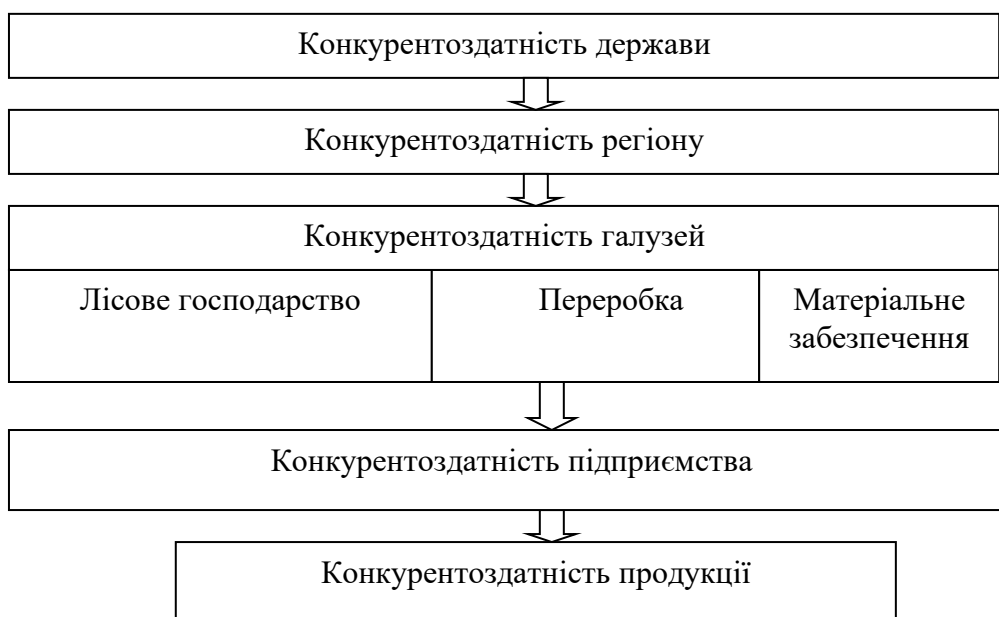 Конкурентоздатність держави
Конкурентоздатність регіону
Конкурентоздатність галузей
Лісове господарство
Переробка
Матеріальне
забезпечення
Конкурентоздатність підприємства
Конкурентоздатність продукції